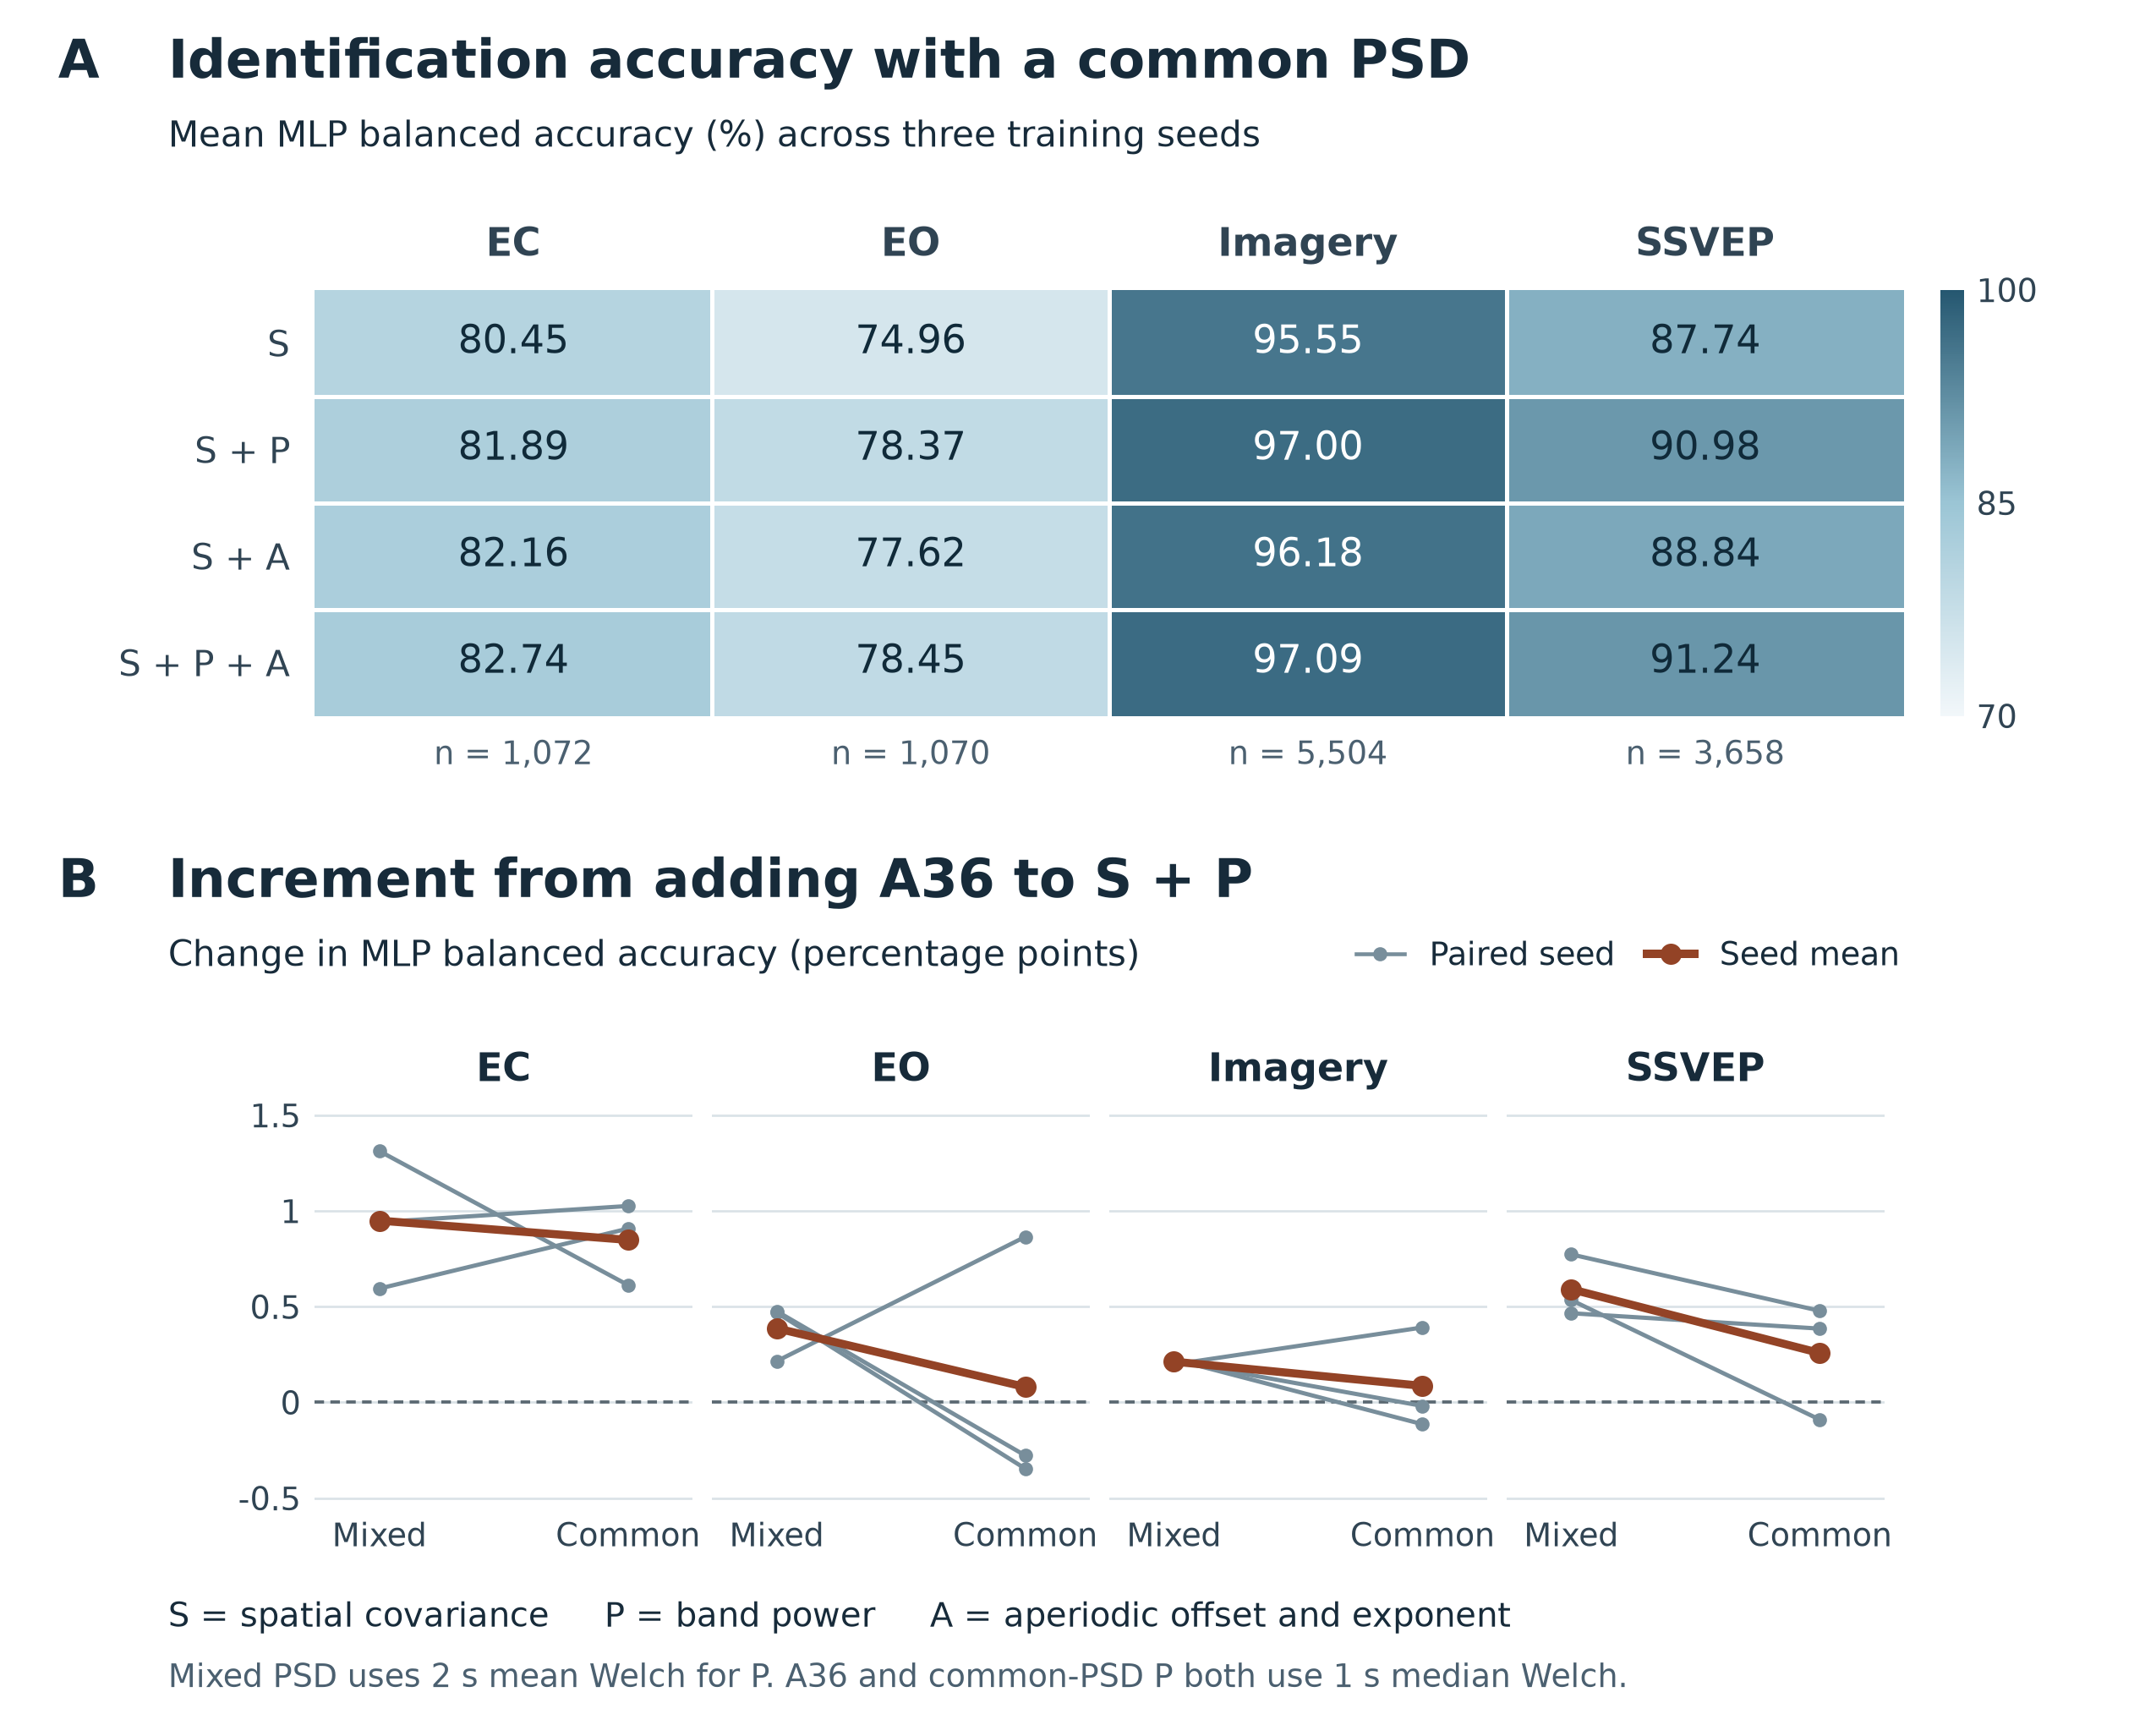 A Identification accuracy with a common PSD
Mean MLP balanced accuracy (%) across three training seeds
EC EO Imagery SSVEP
100
S 80.45 74.96 95.55 87.74
S + P 81.89 78.37 97.00 90.98
85
S + A 82.16 77.62 96.18 88.84
S + P + A 82.74 78.45 97.09 91.24
70
n = 1,072 n = 1,070 n = 5,504 n = 3,658
B Increment from adding A36 to S + P
Change in MLP balanced accuracy (percentage points) Paired seed Seed mean
EC EO Imagery SSVEP
1.5
1
0.5
0
-0.5
Mixed Common Mixed Common Mixed Common Mixed Common
S = spatial covariance P = band power A = aperiodic offset and exponent
Mixed PSD uses 2 s mean Welch for P. A36 and common-PSD P both use 1 s median Welch.